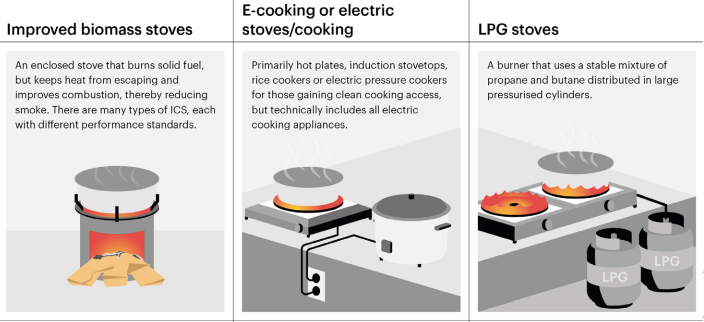 Improved biomass stoves
An enclosed stove that burns solid fuel,
but keeps heat from escaping and
improves combustion, thereby reducing
smoke. There are many types of ICS, each
with different performance standards.
E-cooking or electric
stoves/cooking
Primarily hot plates, induction stovetops,
rice cookers or electric pressure cookers
for those gaining clean cooking access,
but technically includes all electric
cooking appliances.
LPG stoves
A burner that uses a stable mixture of
propane and butane distributed in large
pressurised cylinders.
LPG
LPG